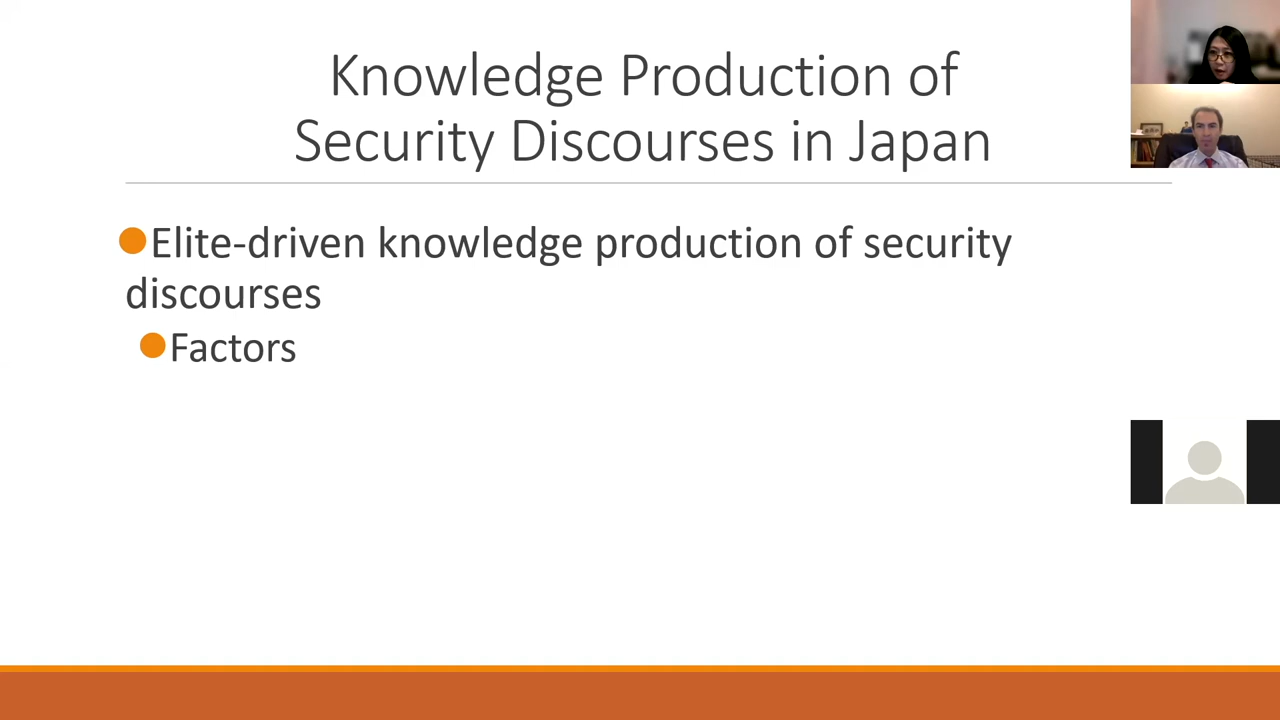 Knowledge Production of
Security Discourses in Japan
Elite-driven knowledge production of security
discourses
Factors